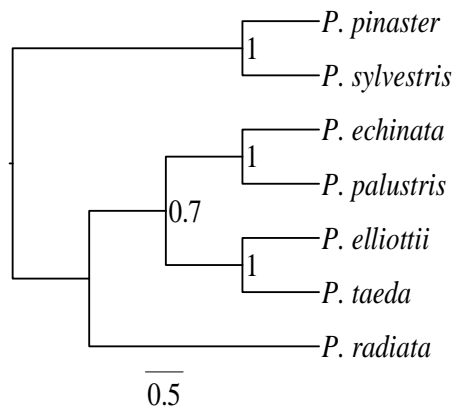 P. pinaster
1
P. sylvestris
P. echinata
1
P. palustris
0.7
P. elliottii
1
P. taeda
P. radiata
0.5